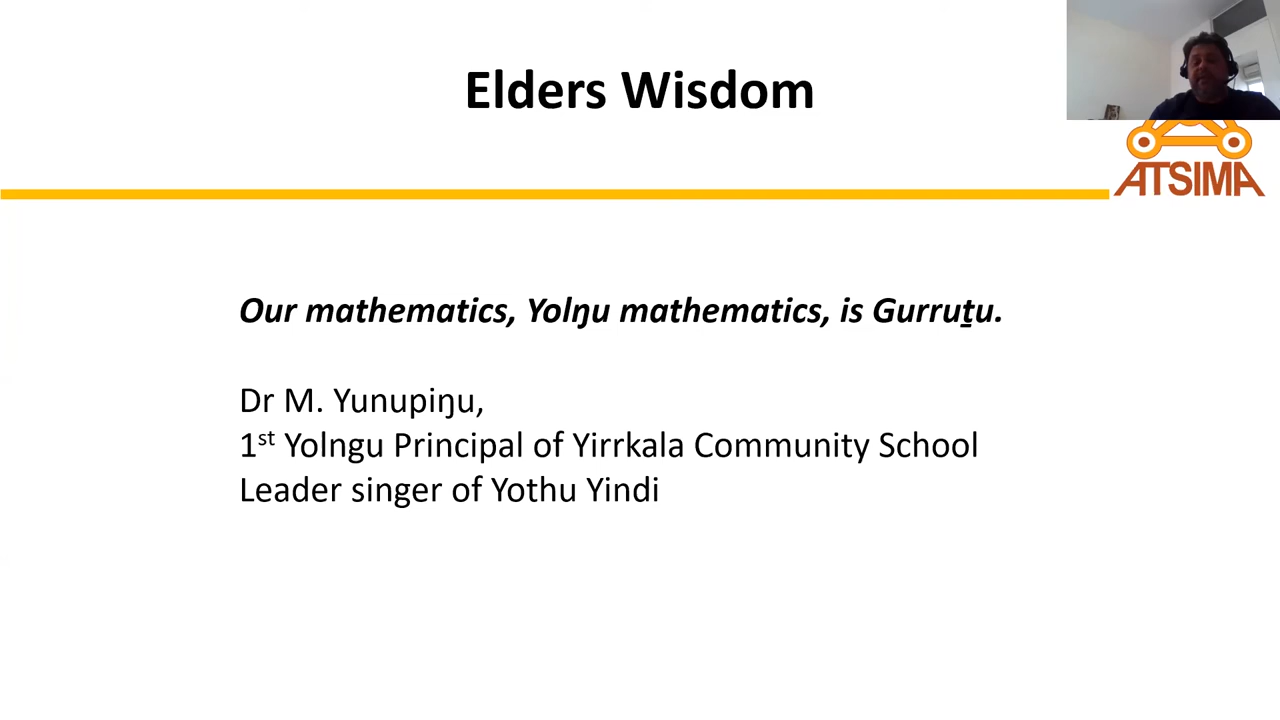 Elders Wisdom
ATSIMA
Our mathematics, Yolŋu mathematics, is Gurruṯu.
Dr M. Yunupiŋu,
1st Yolngu Principal of Yirrkala Community School
Leader singer of Yothu Yindi